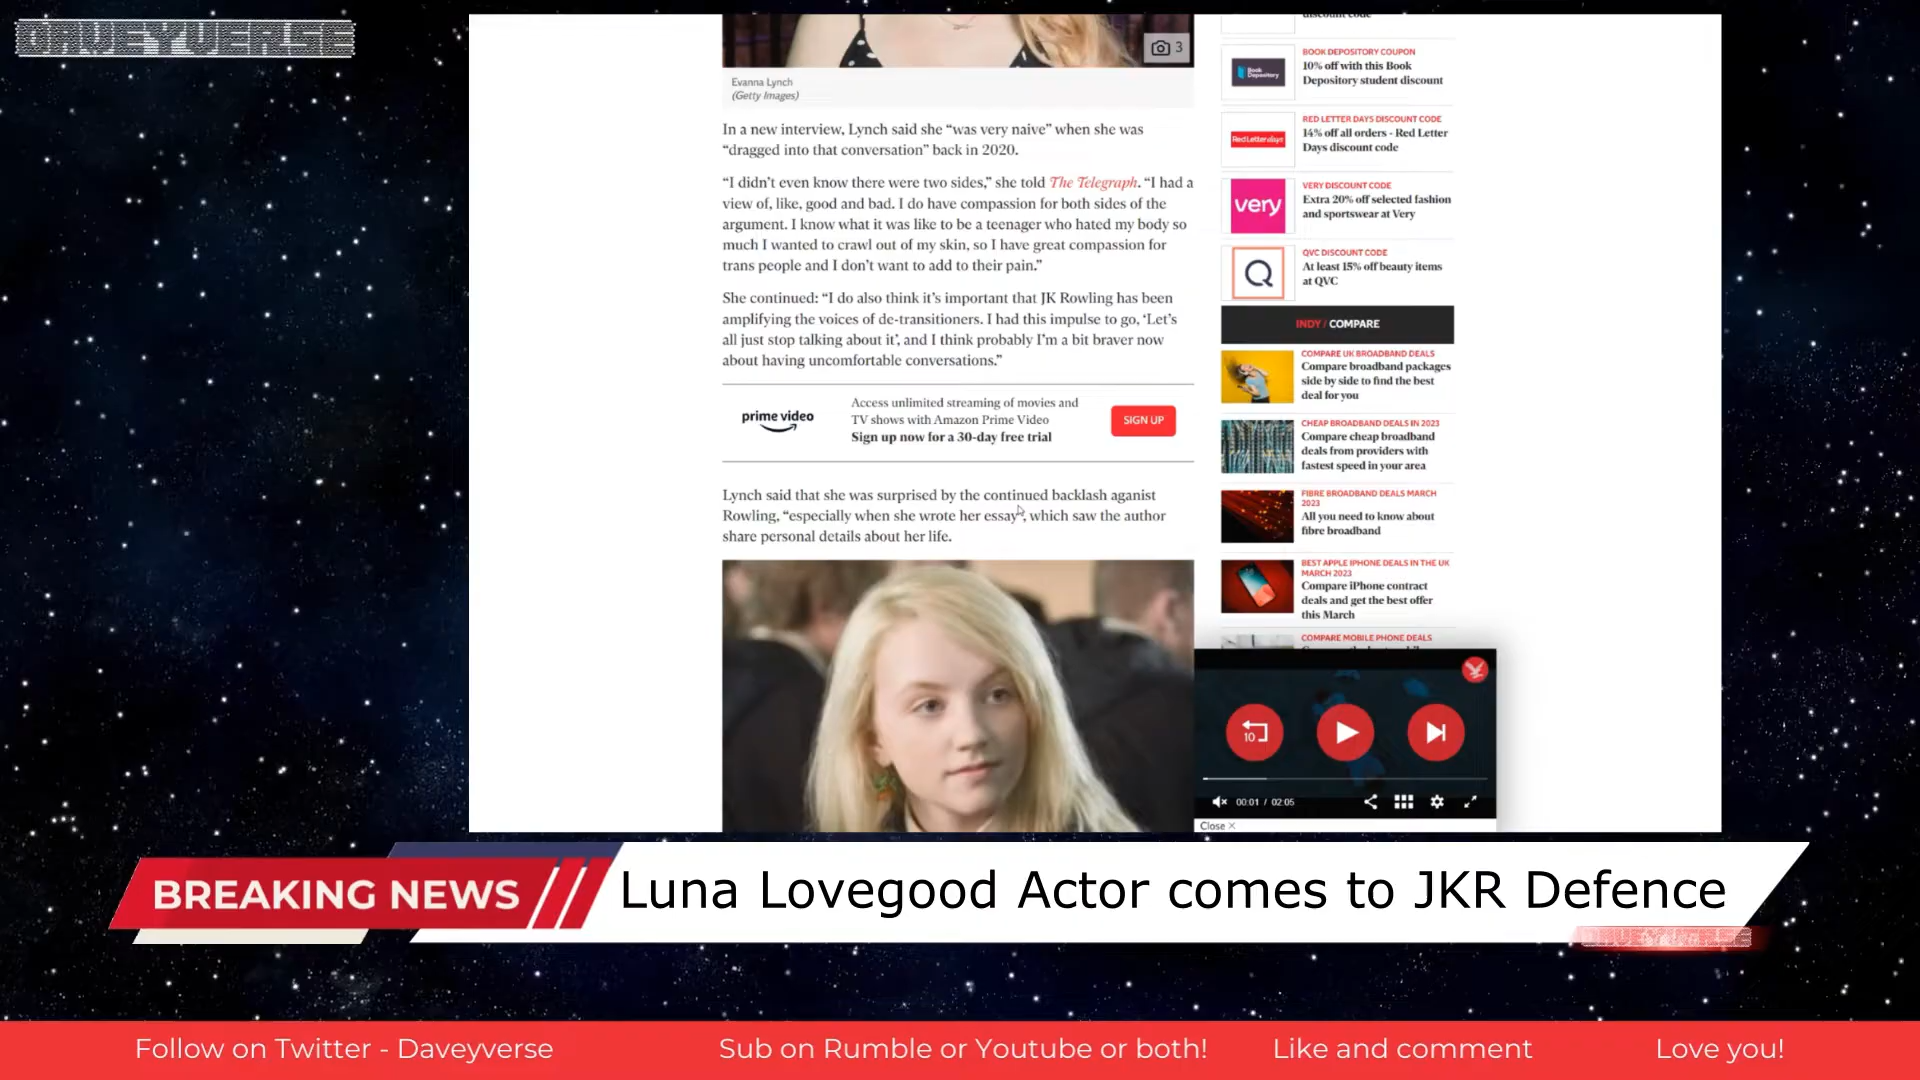 DAVEYVERSE
3
Evanna Lynch
(Getty Images)
In a new interview, Lynch said she “was very naive” when she was
“dragged into that conversation” back in 2020.
“I didn’t even know there were two sides,” she told The Telegraph. “I had a
view of, like, good and bad. I do have compassion for both sides of the
argument. I know what it was like to be a teenager who hated my body so
much I wanted to crawl out of my skin, so I have great compassion for
trans people and I don’t want to add to their pain.”
She continued: “I do also think it’s important that JK Rowling has been
amplifying the voices of de-transitioners. I had this impulse to go, ‘Let’s
all just stop talking about it’, and I think probably I’m a bit braver now
about having uncomfortable conversations.”
prime video
Access unlimited streaming of movies and
TV shows with Amazon Prime Video
Sign up now for a 30-day free trial
SIGN UP
Lynch said that she was surprised by the continued backlash aganist
Rowling, “especially when she wrote her essay”, which saw the author
share personal details about her life.
discount code
Book Depository
BOOK DEPOSITORY COUPON
10% off with this Book
Depository student discount
Red Letter days
RED LETTER DAYS DISCOUNT CODE
14% off all orders - Red Letter
Days discount code
very
VERY DISCOUNT CODE
Extra 20% off selected fashion
and sportswear at Very
Q
QVC DISCOUNT CODE
At least 15% off beauty items
at QVC
INDY / COMPARE
COMPARE UK BROADBAND DEALS
Compare broadband packages
side by side to find the best
deal for you
CHEAP BROADBAND DEALS IN 2023
Compare cheap broadband
deals from providers with
fastest speed in your area
FIBRE BROADBAND DEALS MARCH
2023
All you need to know about
fibre broadband
BEST APPLE IPHONE DEALS IN THE UK
MARCH 2023
Compare iPhone contract
deals and get the best offer
this March
COMPARE MOBILE PHONE DEALS
10
00:01 / 02:05
Close ×
BREAKING NEWS
Luna Lovegood Actor comes to JKR Defence
DAVEYVERSE
Follow on Twitter - Daveyverse
Sub on Rumble or Youtube or both!
Like and comment
Love you!